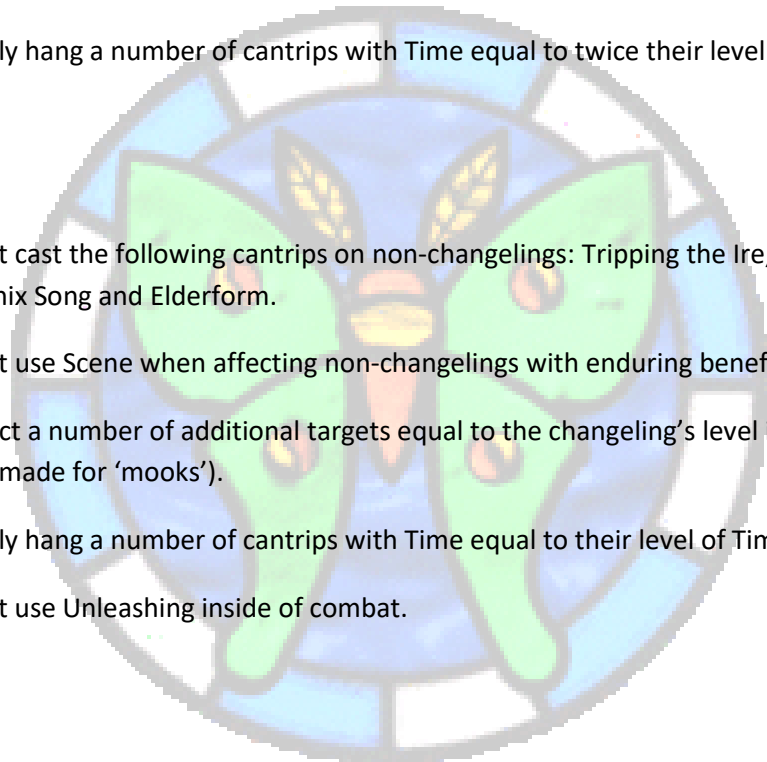 ly hang a number of cantrips with Time equal to twice their level
t cast the following cantrips on non-changelings: Tripping the Ire,
nix Song and Elderform.
t use Scene when affecting non-changelings with enduring benef
ct a number of additional targets equal to the changeling’s level
made for ‘mooks’).
ly hang a number of cantrips with Time equal to their level of Tim
t use Unleashing inside of combat.